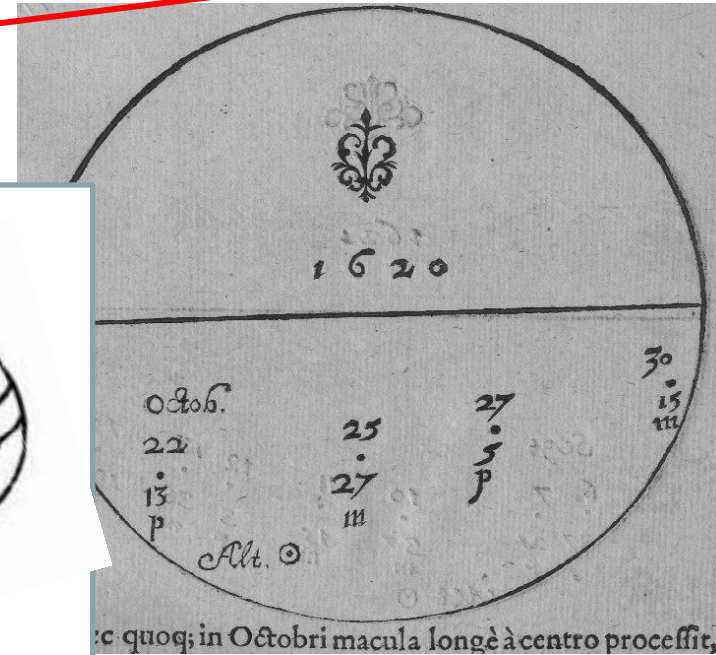 1620
30
15
m
Octob.
22
13
p
25
27
m
27
5
p
Alt. ☉
quoq; in Octobri macula longè à centro processit,